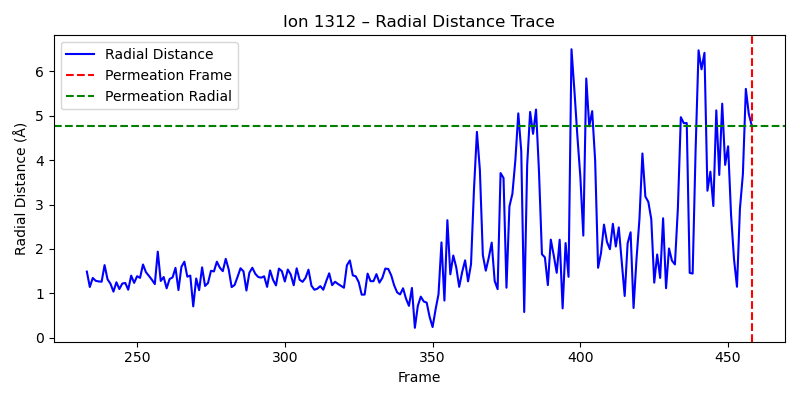 Ion 1312 – Radial Distance Trace
Radial Distance
Permeation Frame
Permeation Radial
Radial Distance (Å)
6
5
4
3
2
1
0
250
300
350
400
450
Frame